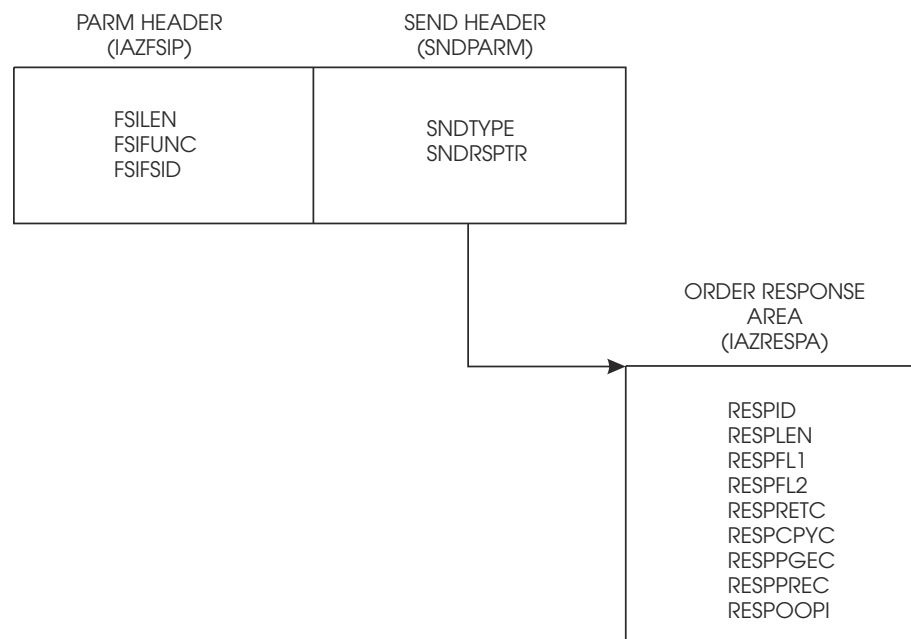 PARM HEADER
(IAZFSIP)
SEND HEADER
(SNDPARM)
FSILEN
FSIFUNC
FSIFSID
SNDTYPE
SNDRSPTR
ORDER RESPONSE
AREA
(IAZRESPA)
RESPID
RESPLEN
RESPFL1
RESPFL2
RESPRETC
RESPCPYC
RESPPGEC
RESPPREC
RESPOOPI